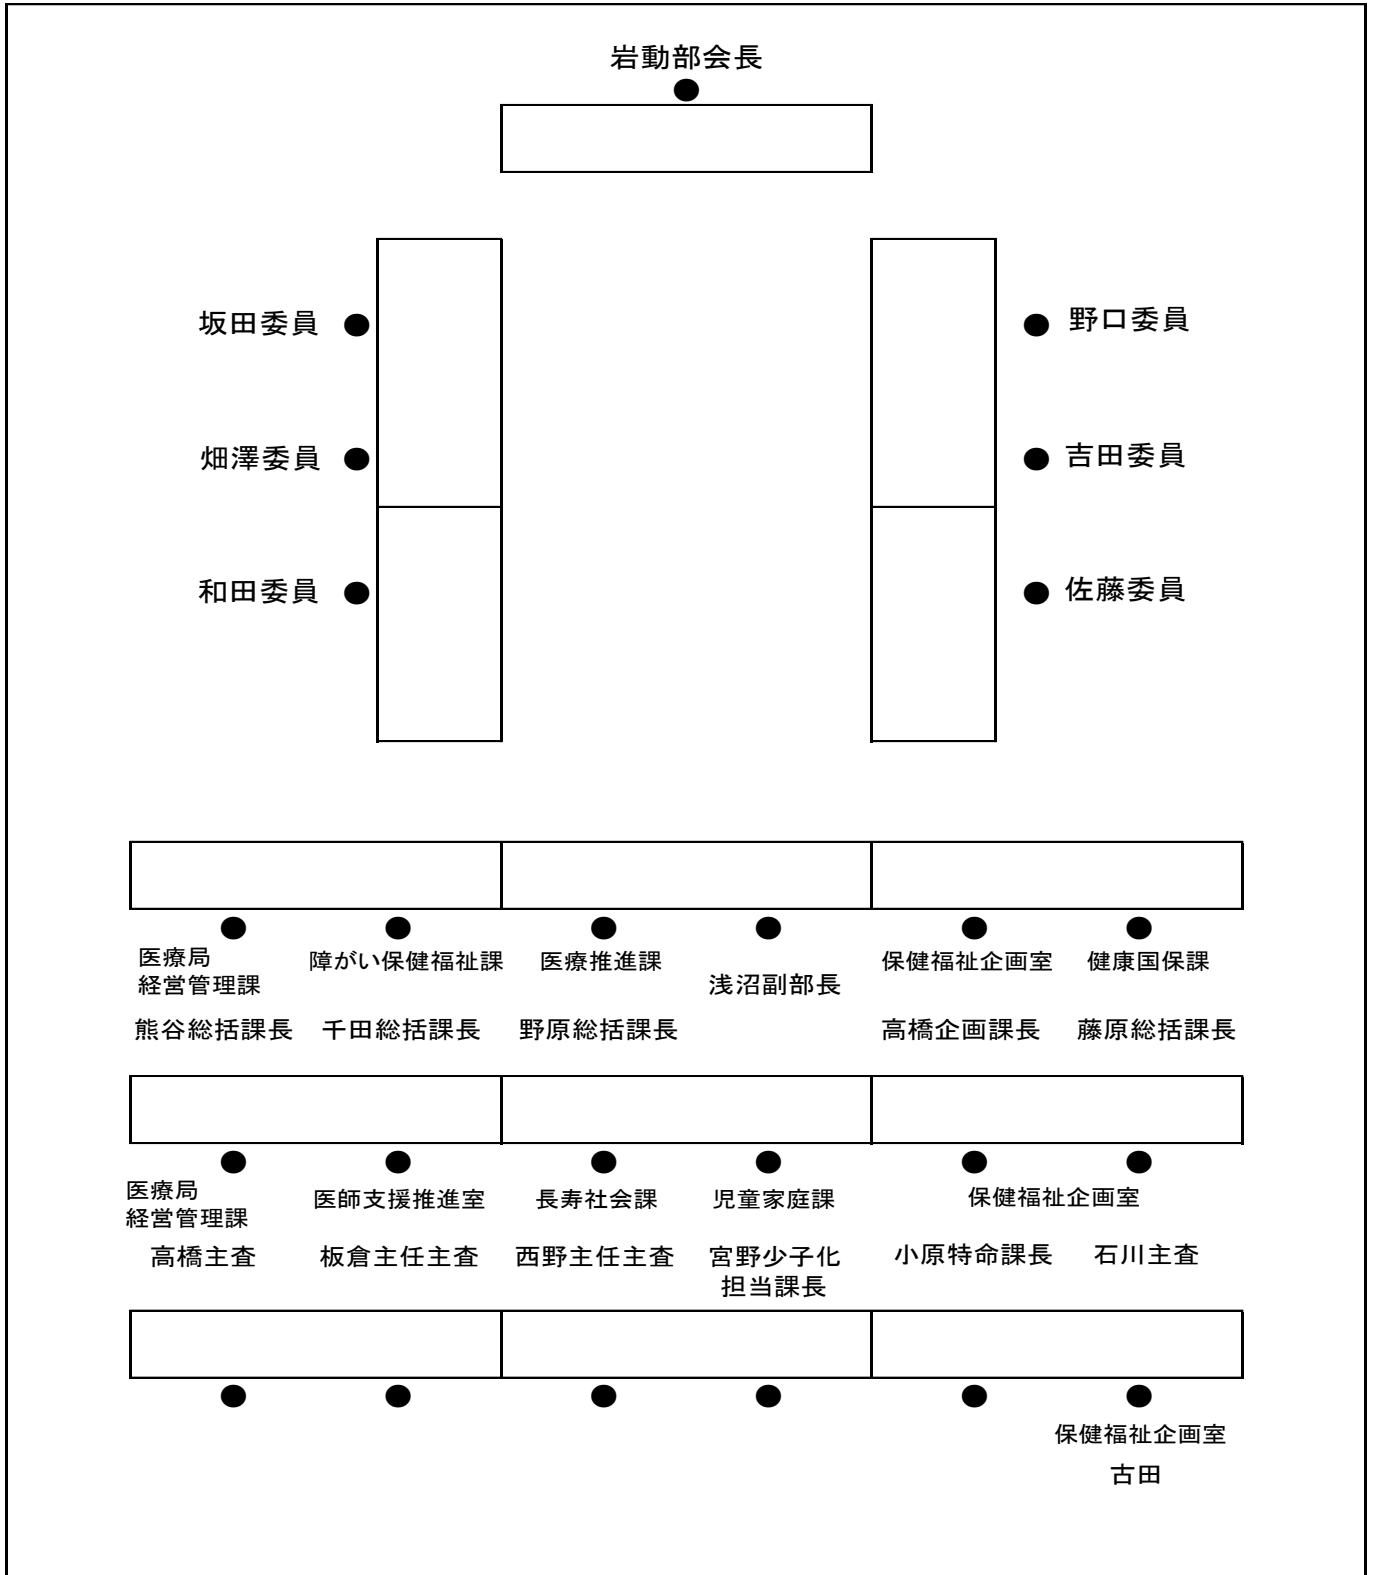 岩動部会長
坂田委員
野口委員
畑澤委員
吉田委員
和田委員
佐藤委員
医療局
経営管理課
障がい保健福祉課
医療推進課
浅沼副部長
保健福祉企画室
健康国保課
熊谷総括課長
千田総括課長
野原総括課長
高橋企画課長
藤原総括課長
医療局
経営管理課
医師支援推進室
長寿社会課
児童家庭課
保健福祉企画室
高橋主査
板倉主任主査
西野主任主査
宮野少子化
担当課長
小原特命課長
石川主査
保健福祉企画室
古田